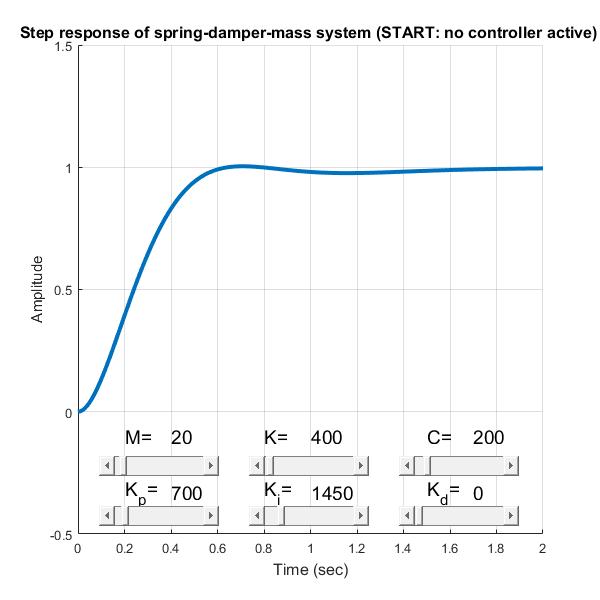 Step response of spring-damper-mass system (START: no controller active)
1.5
1
0.5
0
-0.5
Amplitude
M= 20 K= 400 C= 200
Kp= 700 Ki= 1450 Kd= 0
0 0.2 0.4 0.6 0.8 1 1.2 1.4 1.6 1.8 2
Time (sec)